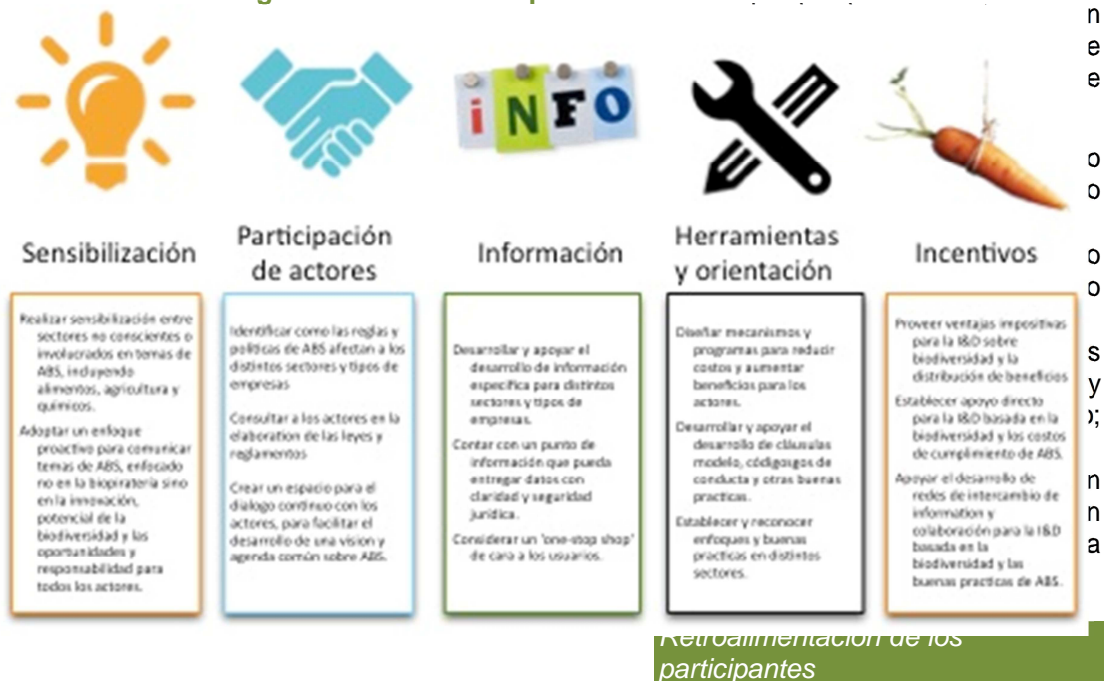 iNFO
Sensibilización
Participación
de actores
Información
Herramientas
y orientación
Incentivos
Realizar sensibilización entre
sectores no conscientes o
involucrados en temas de
ABS, incluyendo
alimentos, agricultura y
químicos.
Adoptar un enfoque
proactivo para comunicar
temas de ABS, enfocado
no en la biopiratería sino
en la innovación,
potencial de la
biodiversidad y las
oportunidades y
responsabilidad para
todos los actores.
Identificar como las reglas y
políticas de ABS afectan a los
distintos sectores y tipos de
empresas
Consultar a los actores en la
elaboration de las leyes y
reglamentos
Crear un espacio para el
dialogo continuo con los
actores, para facilitar el
desarrollo de una vision y
agenda común sobre ABS.
Desarrollar y apoyar el
desarrollo de información
especifica para distintos
sectores y tipos de
empresas.
Contar con un punto de
información que pueda
entregar datos con
claridad y seguridad
jurídica.
Considerar un 'one-stop shop'
de cara a los usuarios.
Diseñar mecanismos y
programas para reducir
costos y aumentar
beneficios para los
actores.
Desarrollar y apoyar el
desarrollo de cláusulas
modelo, códigosgos de
conducta y otras buenas
practicas.
Establecer y reconocer
enfoques y buenas
practicas en distintos
sectores.
Proveer ventajas impositivas
para la I&D sobre
biodiversidad y la
distribución de beneficios
Establecer apoyo directo
para la I&D basada en la
biodiversidad y los costos
de cumplimiento de ABS.
Apoyar el desarrollo de
redes de intercambio de
information y
colaboración para la I&D
basada en la
biodiversidad y las
buenas practicas de ABS.
n
e
e
o
o
o
o
s
y
o;
n
n
a
Retroalimentación de los
participantes